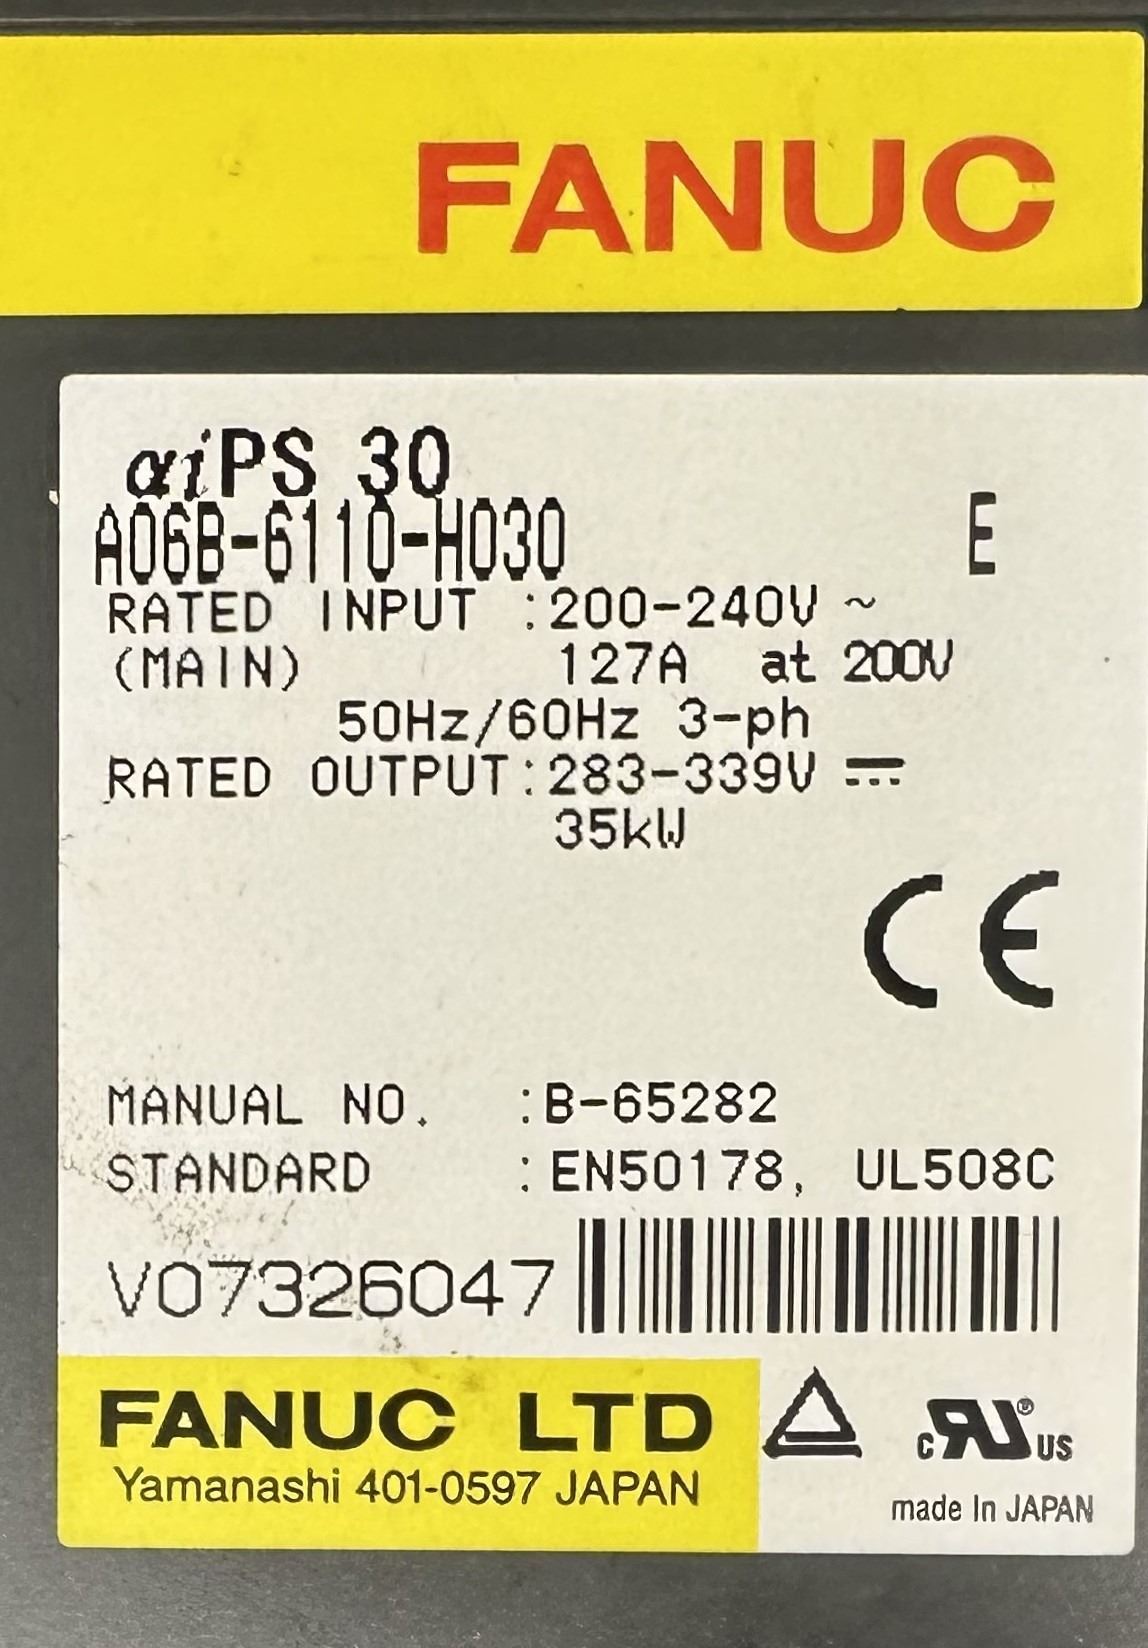 FANUC
αiPS 30
A06B-6110-H030 E
RATED INPUT :200-240V ~
(MAIN) 127A at 200V
50Hz/60Hz 3-ph
RATED OUTPUT:283-339V ⎓
35kW
CE
MANUAL NO. :B-65282
STANDARD :EN50178, UL508C
V07326047
FANUC LTD
Yamanashi 401-0597 JAPAN
c RU ® US
made In JAPAN